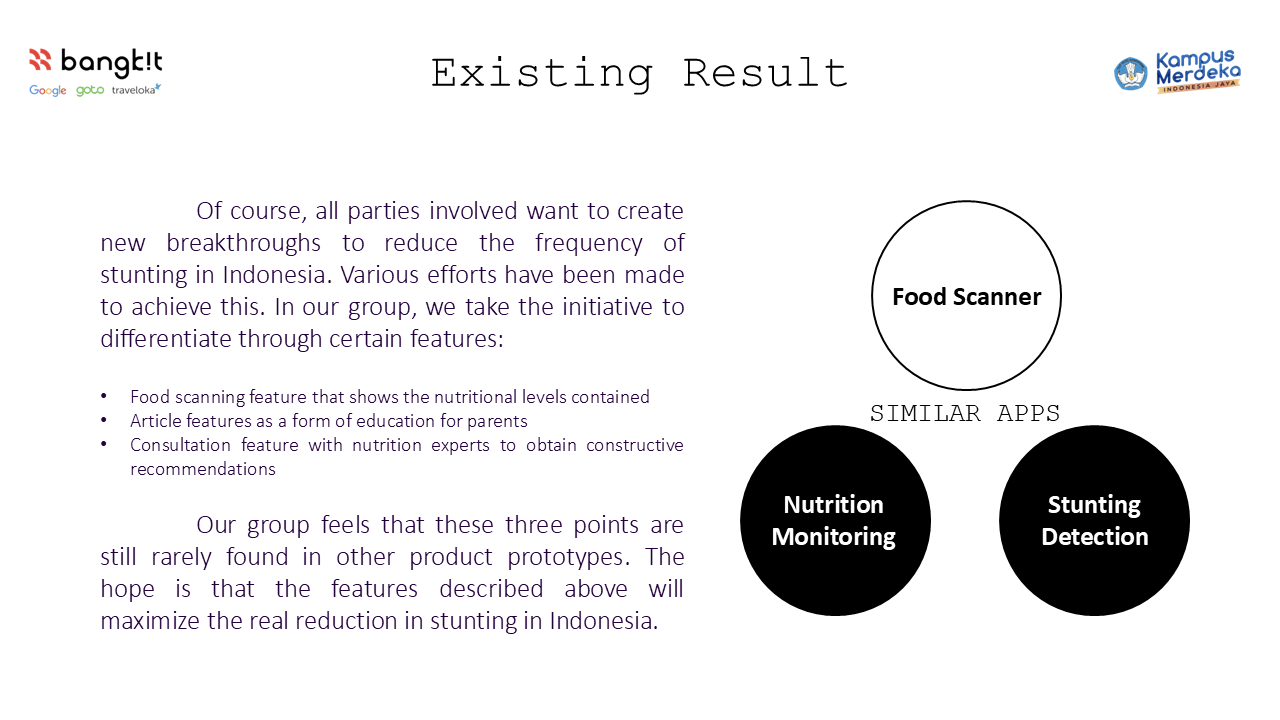 bangk!t
Google goto traveloka
Existing Result
Kampus
Merdeka
INDONESIA JAYA
Of course, all parties involved want to create
new breakthroughs to reduce the frequency of
stunting in Indonesia. Various efforts have been made
to achieve this. In our group, we take the initiative to
differentiate through certain features:
• Food scanning feature that shows the nutritional levels contained
• Article features as a form of education for parents
• Consultation feature with nutrition experts to obtain constructive
recommendations
Our group feels that these three points are
still rarely found in other product prototypes. The
hope is that the features described above will
maximize the real reduction in stunting in Indonesia.
Food Scanner
SIMILAR APPS
Nutrition
Monitoring
Stunting
Detection